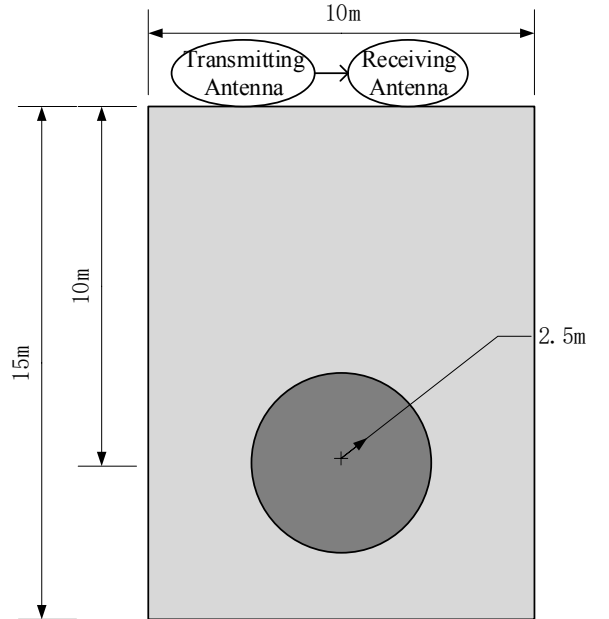 10m
Transmitting
Antenna
Receiving
Antenna
10m
15m
2.5m